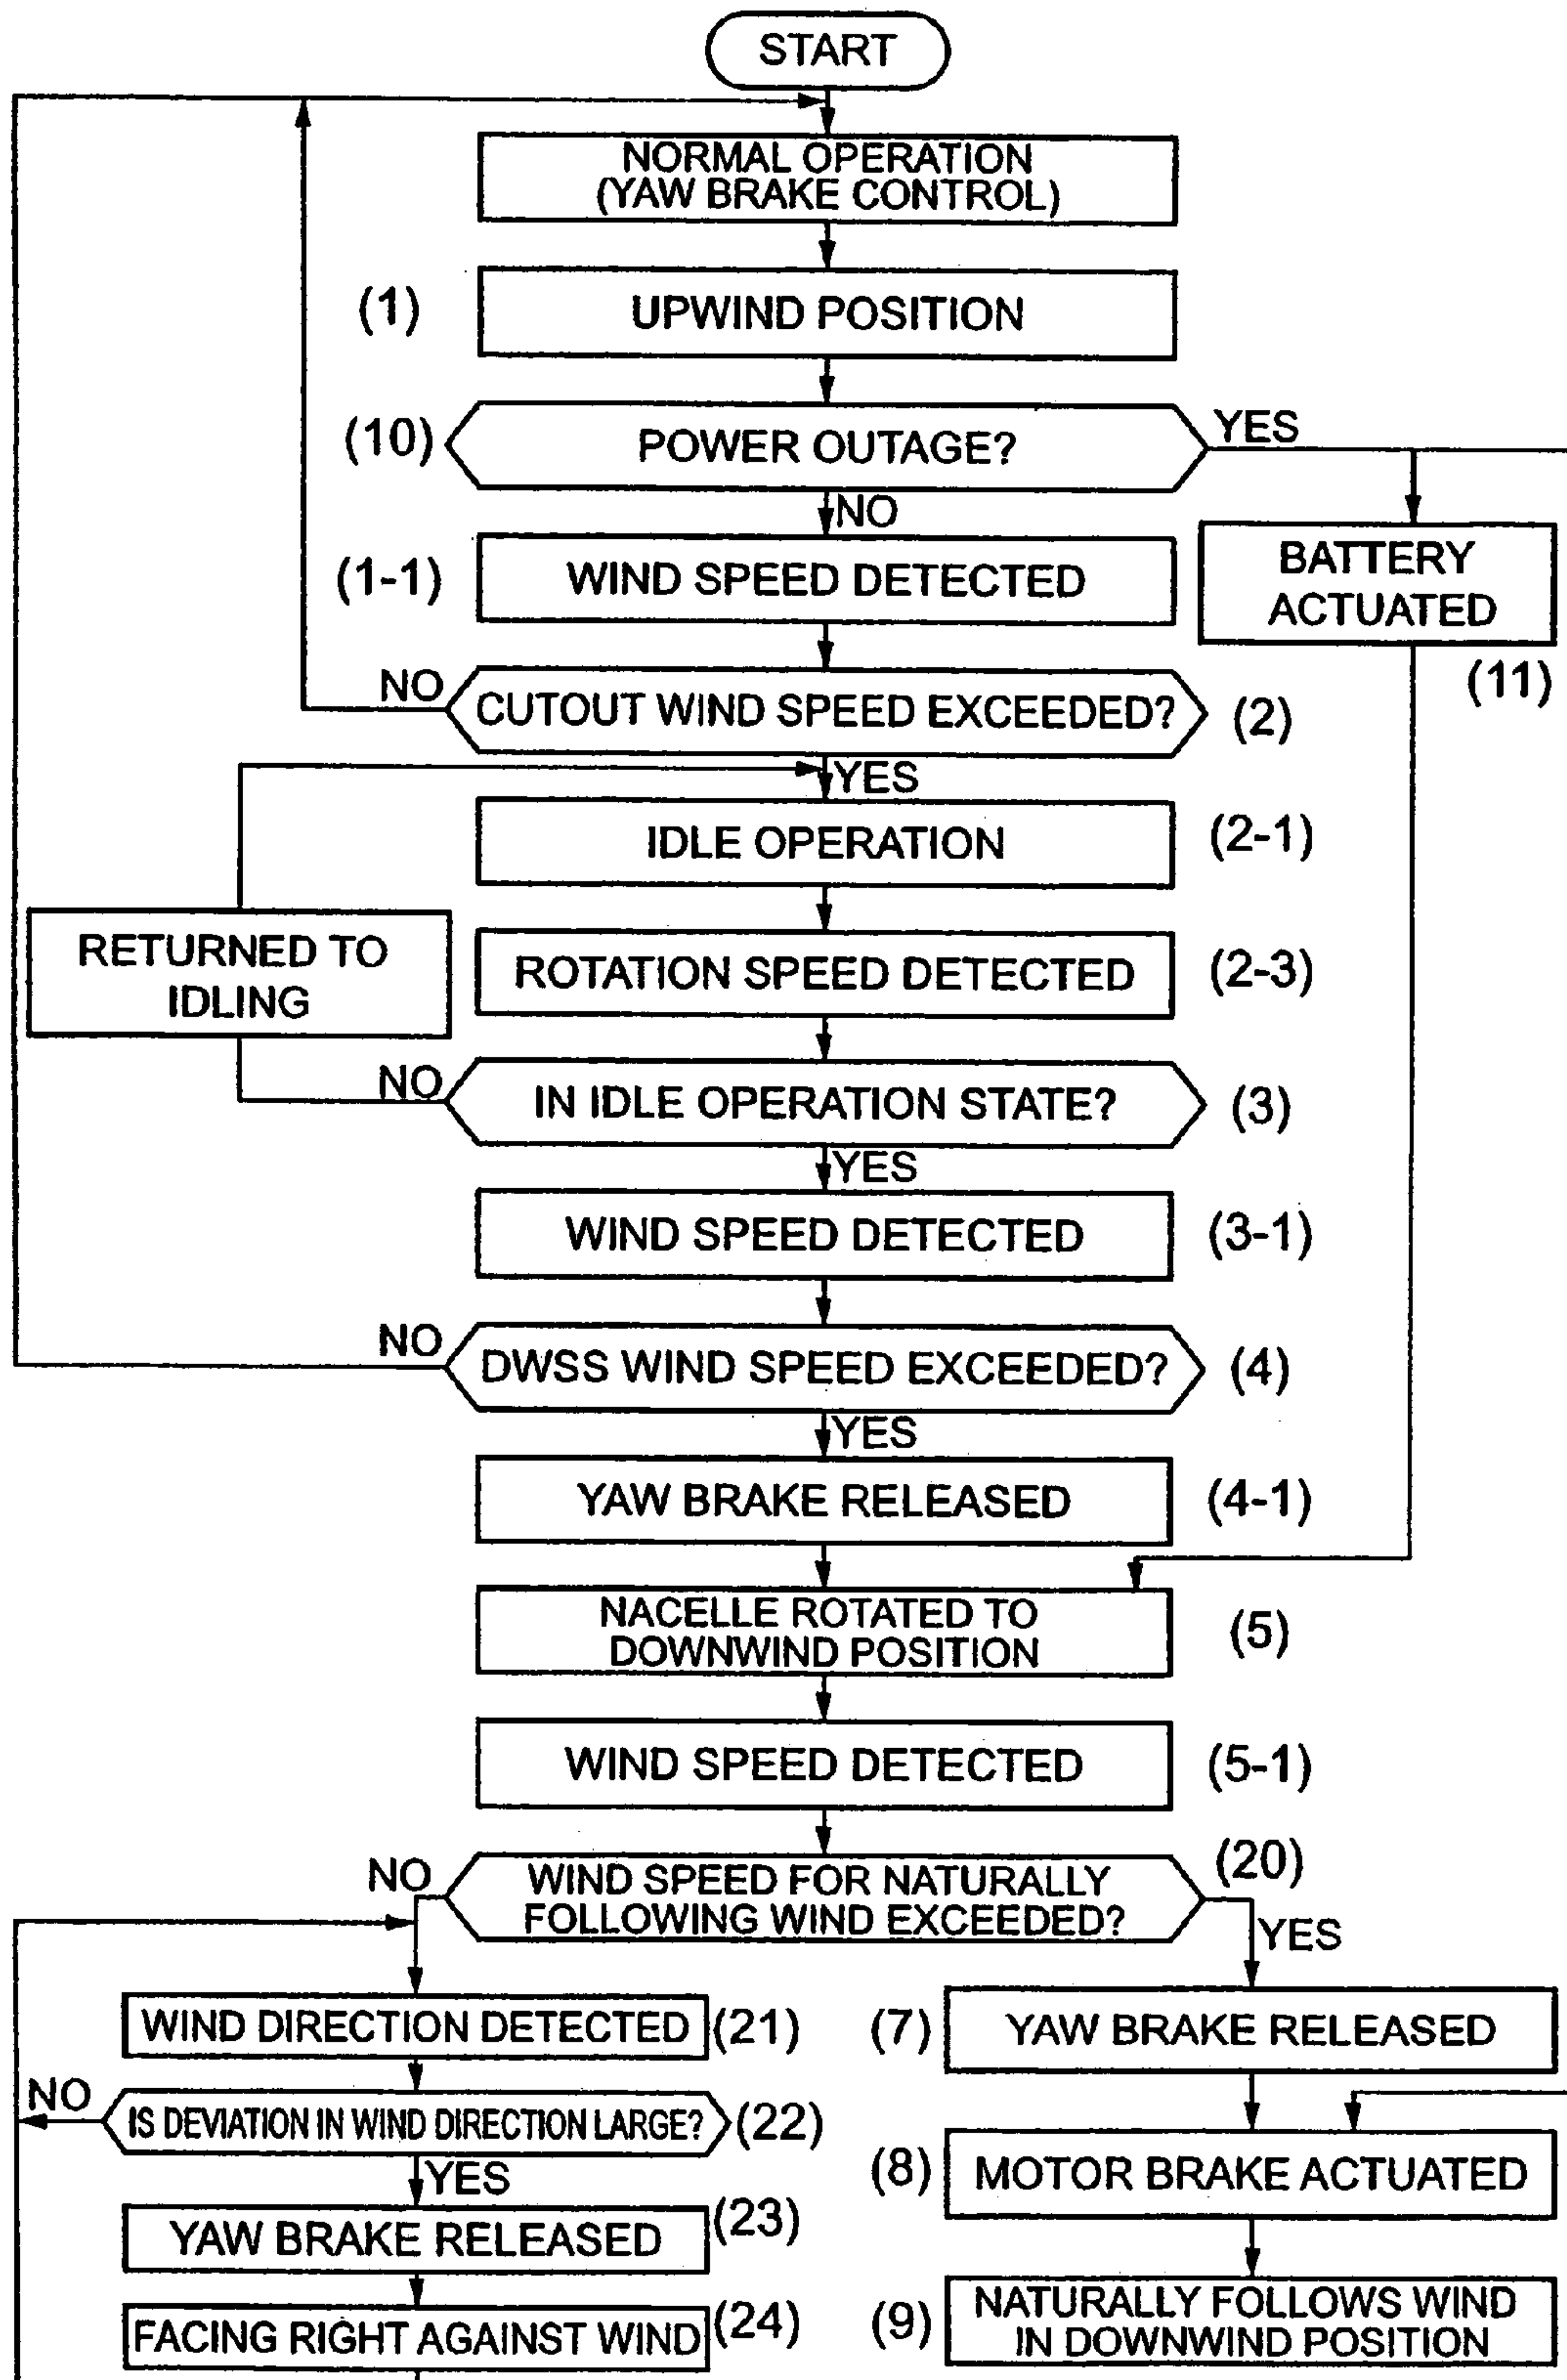 START
NORMAL OPERATION
(YAW BRAKE CONTROL)
(1)
UPWIND POSITION
(10)
POWER OUTAGE?
YES
NO
(1-1)
WIND SPEED DETECTED
BATTERY
ACTUATED
(11)
NO
CUTOUT WIND SPEED EXCEEDED?
(2)
YES
IDLE OPERATION
(2-1)
RETURNED TO
IDLING
ROTATION SPEED DETECTED
(2-3)
NO
IN IDLE OPERATION STATE?
(3)
YES
WIND SPEED DETECTED
(3-1)
NO
DWSS WIND SPEED EXCEEDED?
(4)
YES
YAW BRAKE RELEASED
(4-1)
NACELLE ROTATED TO
DOWNWIND POSITION
(5)
WIND SPEED DETECTED
(5-1)
NO
WIND SPEED FOR NATURALLY
FOLLOWING WIND EXCEEDED?
(20)
YES
WIND DIRECTION DETECTED
(21)
(7)
YAW BRAKE RELEASED
NO
IS DEVIATION IN WIND DIRECTION LARGE?
(22)
YES
(8)
MOTOR BRAKE ACTUATED
YAW BRAKE RELEASED
(23)
FACING RIGHT AGAINST WIND
(24)
(9)
NATURALLY FOLLOWS WIND
IN DOWNWIND POSITION